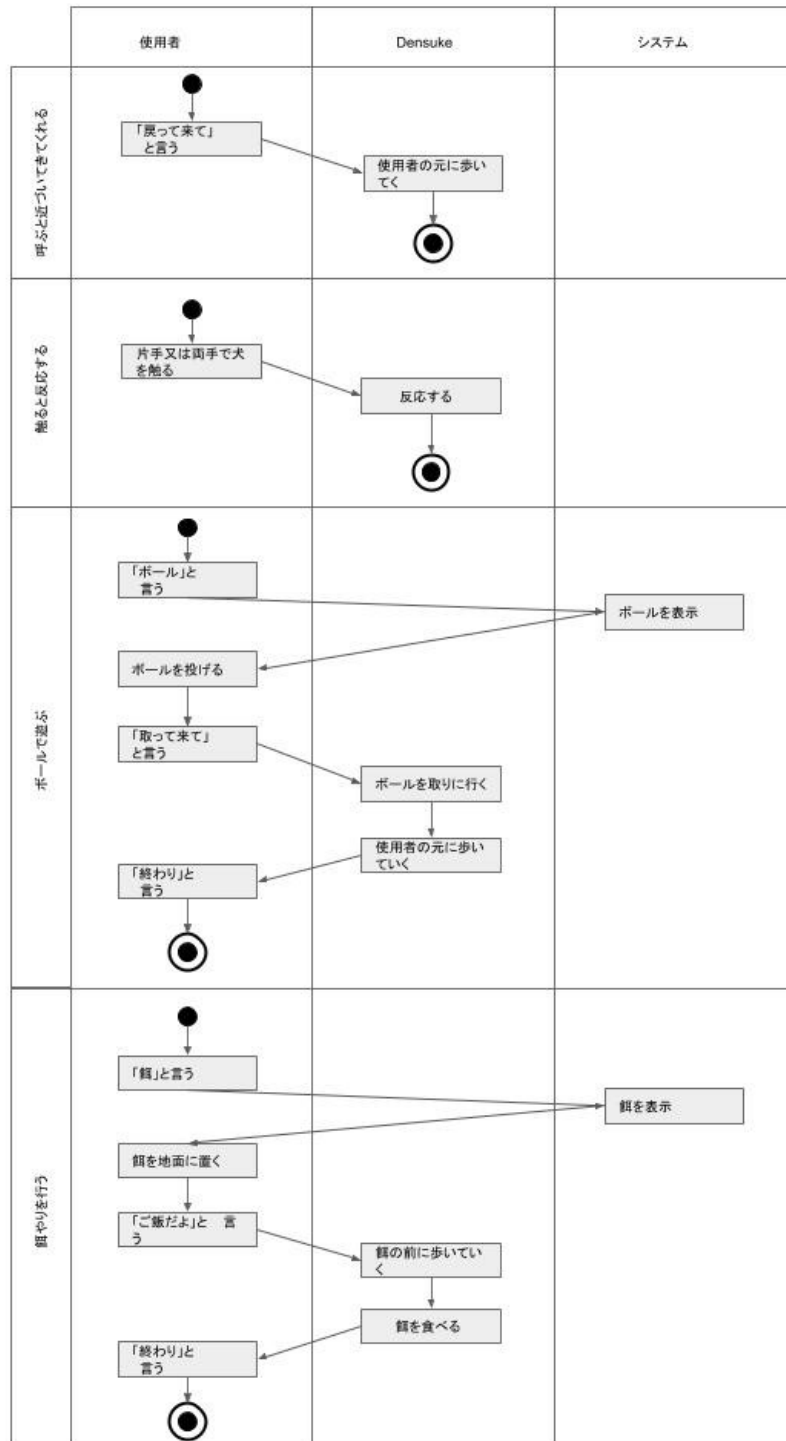 使用者
Densuke
システム
呼ぶと近づいてきてくれる
「戻って来て」
と言う
使用者の元に歩い
てく
触ると反応する
片手又は両手で犬
を触る
反応する
ボールで遊ぶ
「ボール」と
言う
ボールを表示
ボールを投げる
「取って来て」
と言う
ボールを取りに行く
使用者の元に歩い
ていく
「終わり」と
言う
餌やりを行う
「餌」と言う
餌を表示
餌を地面に置く
「ご飯だよ」と 言
う
餌の前に歩いてい
く
餌を食べる
「終わり」と
言う